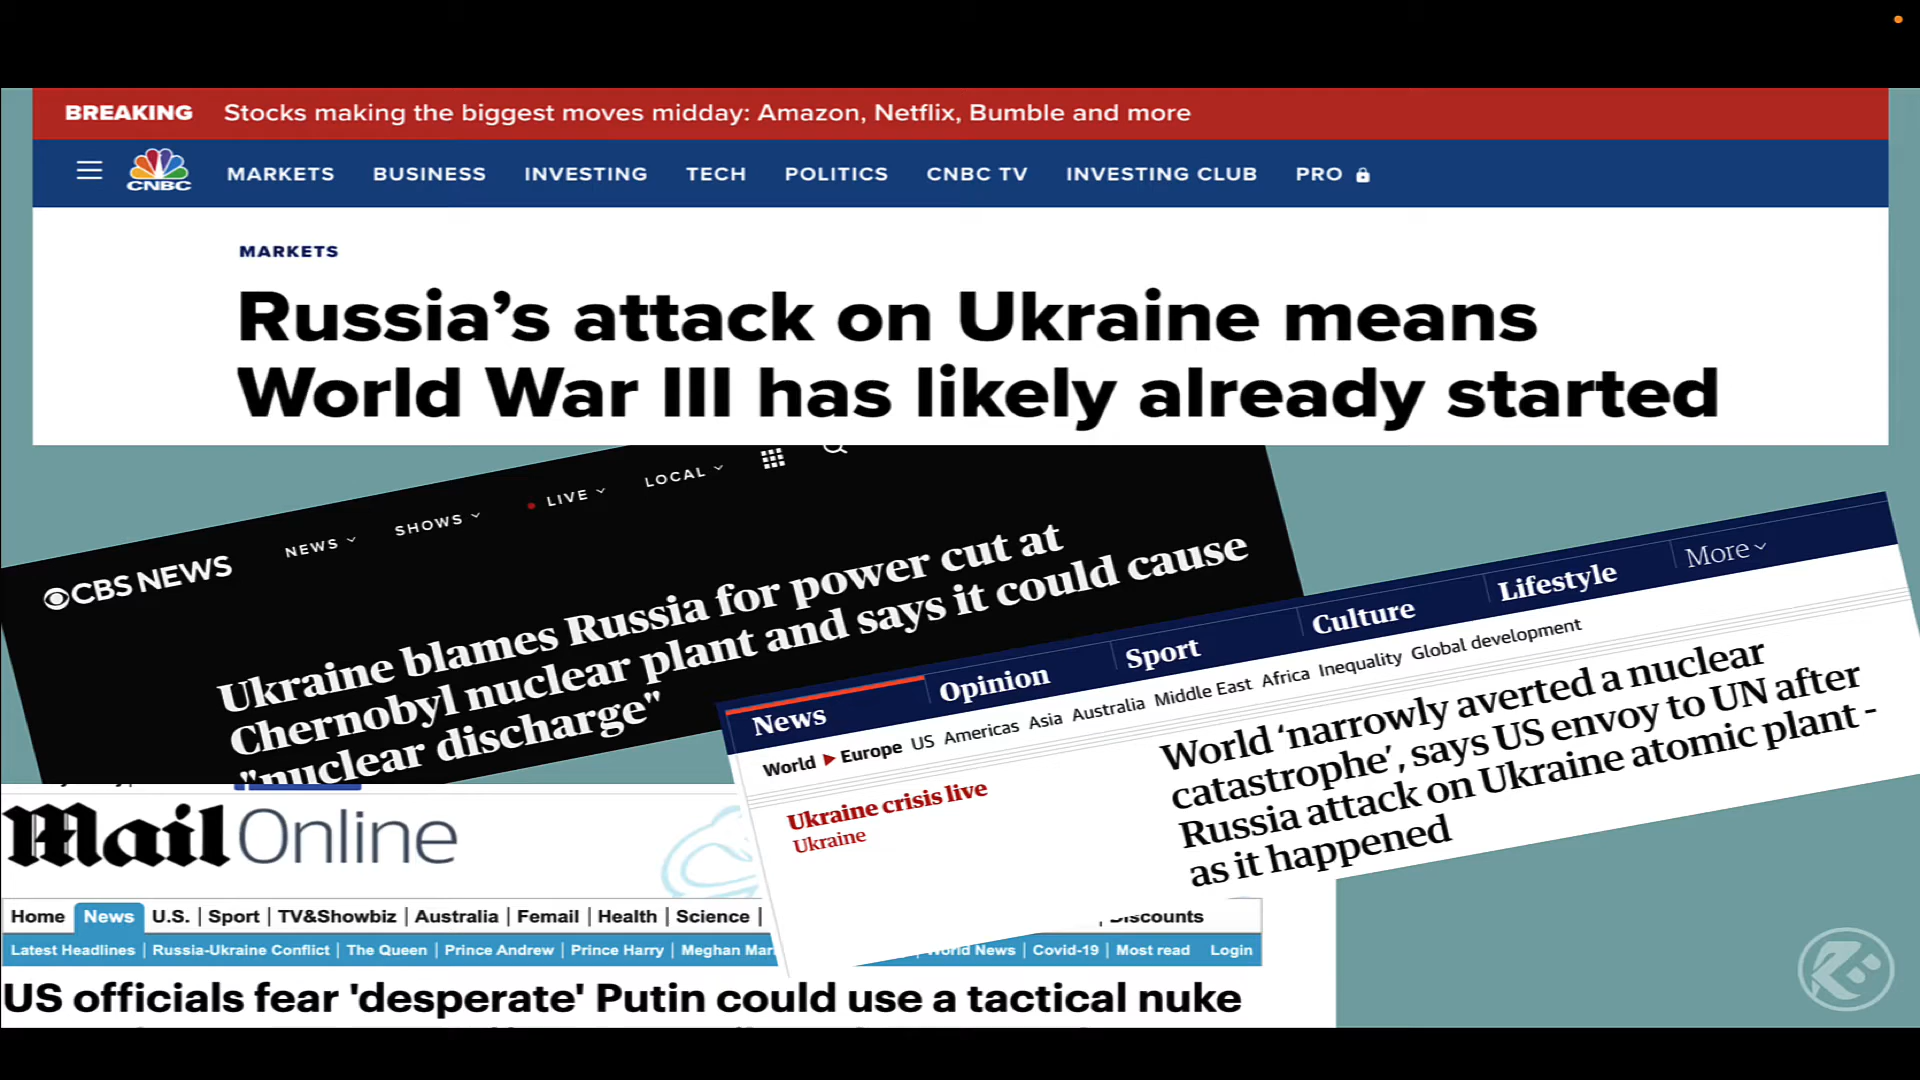 BREAKING Stocks making the biggest moves midday: Amazon, Netflix, Bumble and more
CNBC MARKETS BUSINESS INVESTING TECH POLITICS CNBC TV INVESTING CLUB PRO
MARKETS
Russia’s attack on Ukraine means
World War III has likely already started
CBS NEWS NEWS SHOWS LIVE LOCAL
Ukraine blames Russia for power cut at
Chernobyl nuclear plant and says it could cause
"nuclear discharge"
News Opinion Sport Culture Lifestyle More
World Europe US Americas Asia Australia Middle East Africa Inequality Global development
Ukraine crisis live
Ukraine
World ‘narrowly averted a nuclear
catastrophe’, says US envoy to UN after
Russia attack on Ukraine atomic plant -
as it happened
Mail Online
Home News U.S. | Sport | TV&Showbiz | Australia | Femail | Health | Science | Discounts
Latest Headlines | Russia-Ukraine Conflict | The Queen | Prince Andrew | Prince Harry | Meghan World News | Covid-19 | Most read Login
US officials fear 'desperate' Putin could use a tactical nuke